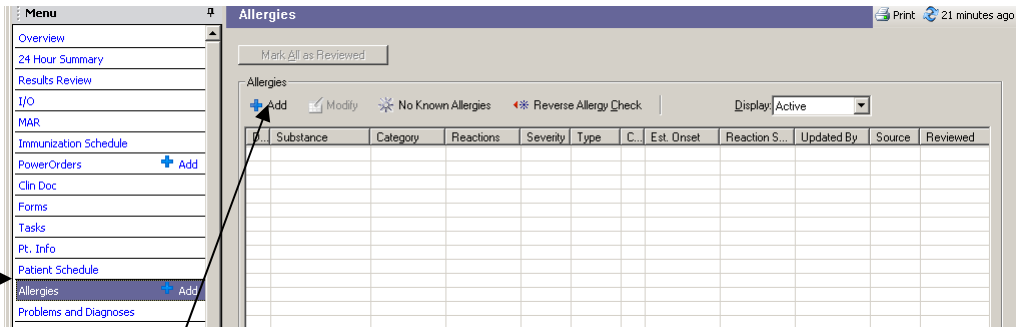 Menu
Overview
24 Hour Summary
Results Review
I/O
MAR
Immunization Schedule
PowerOrders Add
Clin Doc
Forms
Tasks
Pt. Info
Patient Schedule
Allergies Add
Problems and Diagnoses
Allergies Print 21 minutes ago
Mark All as Reviewed
Allergies
Add Modify No Known Allergies Reverse Allergy Check Display: Active
D... Substance Category Reactions Severity Type C... Est. Onset Reaction S... Updated By Source Reviewed